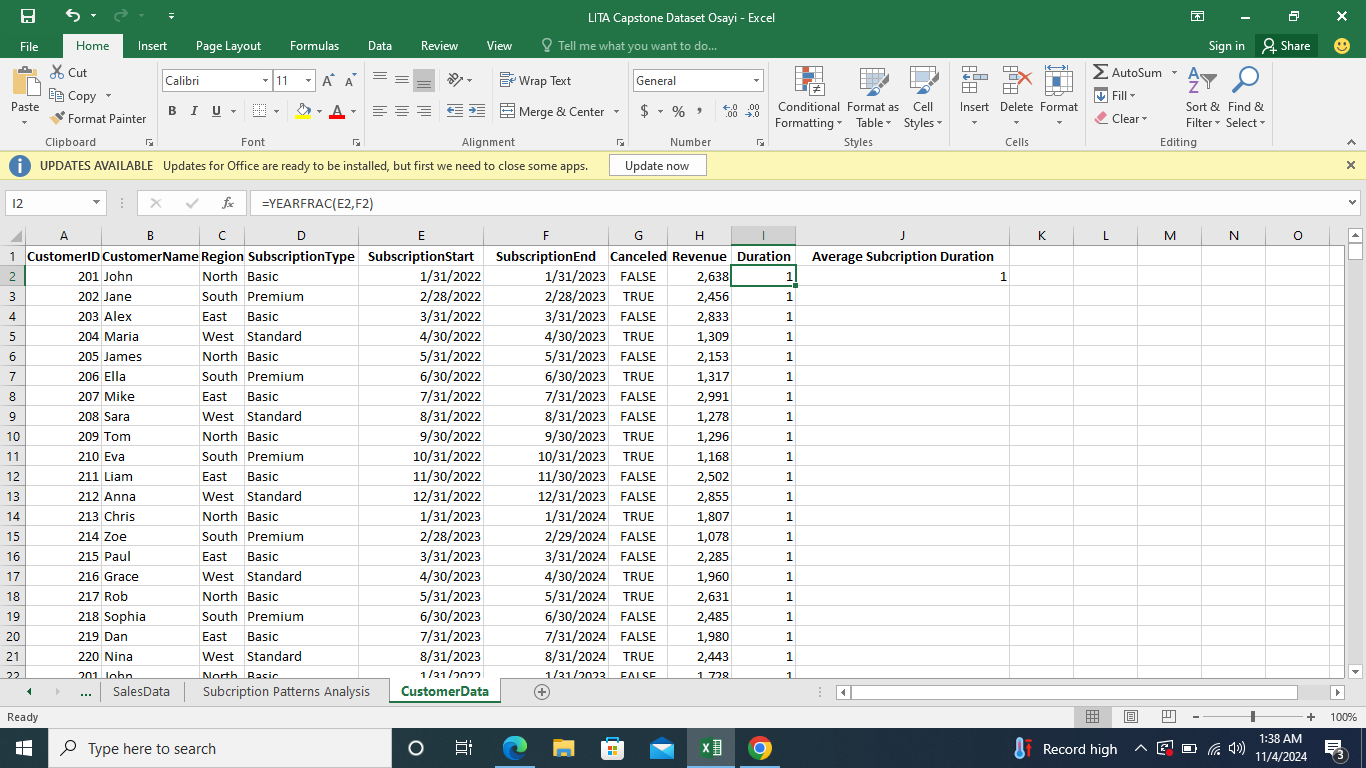 LITA Capstone Dataset Osayi - Excel
File Home Insert Page Layout Formulas Data Review View Tell me what you want to do... Sign in Share
Paste Cut Copy Format Painter
Calibri 11
B I U
Wrap Text
Merge & Center
General
$ % ,
Conditional Formatting Format as Table Cell Styles
Insert Delete Format
AutoSum Fill Clear Sort & Filter Find & Select
Clipboard Font Alignment Number Styles Cells Editing
UPDATES AVAILABLE Updates for Office are ready to be installed, but first we need to close some apps. Update now
I2 fx =YEARFRAC(E2,F2)
A B C D E F G H I J K L M N O
1 CustomerID CustomerName Region SubscriptionType SubscriptionStart SubscriptionEnd Canceled Revenue Duration Average Subcription Duration
2 201 John North Basic 1/31/2022 1/31/2023 FALSE 2,638 1 1
3 202 Jane South Premium 2/28/2022 2/28/2023 TRUE 2,456 1
4 203 Alex East Basic 3/31/2022 3/31/2023 FALSE 2,833 1
5 204 Maria West Standard 4/30/2022 4/30/2023 TRUE 1,309 1
6 205 James North Basic 5/31/2022 5/31/2023 FALSE 2,153 1
7 206 Ella South Premium 6/30/2022 6/30/2023 TRUE 1,317 1
8 207 Mike East Basic 7/31/2022 7/31/2023 FALSE 2,991 1
9 208 Sara West Standard 8/31/2022 8/31/2023 FALSE 1,278 1
10 209 Tom North Basic 9/30/2022 9/30/2023 TRUE 1,296 1
11 210 Eva South Premium 10/31/2022 10/31/2023 TRUE 1,168 1
12 211 Liam East Basic 11/30/2022 11/30/2023 FALSE 2,502 1
13 212 Anna West Standard 12/31/2022 12/31/2023 FALSE 2,855 1
14 213 Chris North Basic 1/31/2023 1/31/2024 TRUE 1,807 1
15 214 Zoe South Premium 2/28/2023 2/29/2024 FALSE 1,078 1
16 215 Paul East Basic 3/31/2023 3/31/2024 FALSE 2,285 1
17 216 Grace West Standard 4/30/2023 4/30/2024 TRUE 1,960 1
18 217 Rob North Basic 5/31/2023 5/31/2024 TRUE 2,631 1
19 218 Sophia South Premium 6/30/2023 6/30/2024 FALSE 2,485 1
20 219 Dan East Basic 7/31/2023 7/31/2024 FALSE 1,980 1
21 220 Nina West Standard 8/31/2023 8/31/2024 TRUE 2,443 1
22 201 John North Basic 1/31/2022 1/31/2023 FALSE 1,728 1
... SalesData Subcription Patterns Analysis CustomerData
Ready 100%
Type here to search Record high 1:38 AM
11/4/2024 3